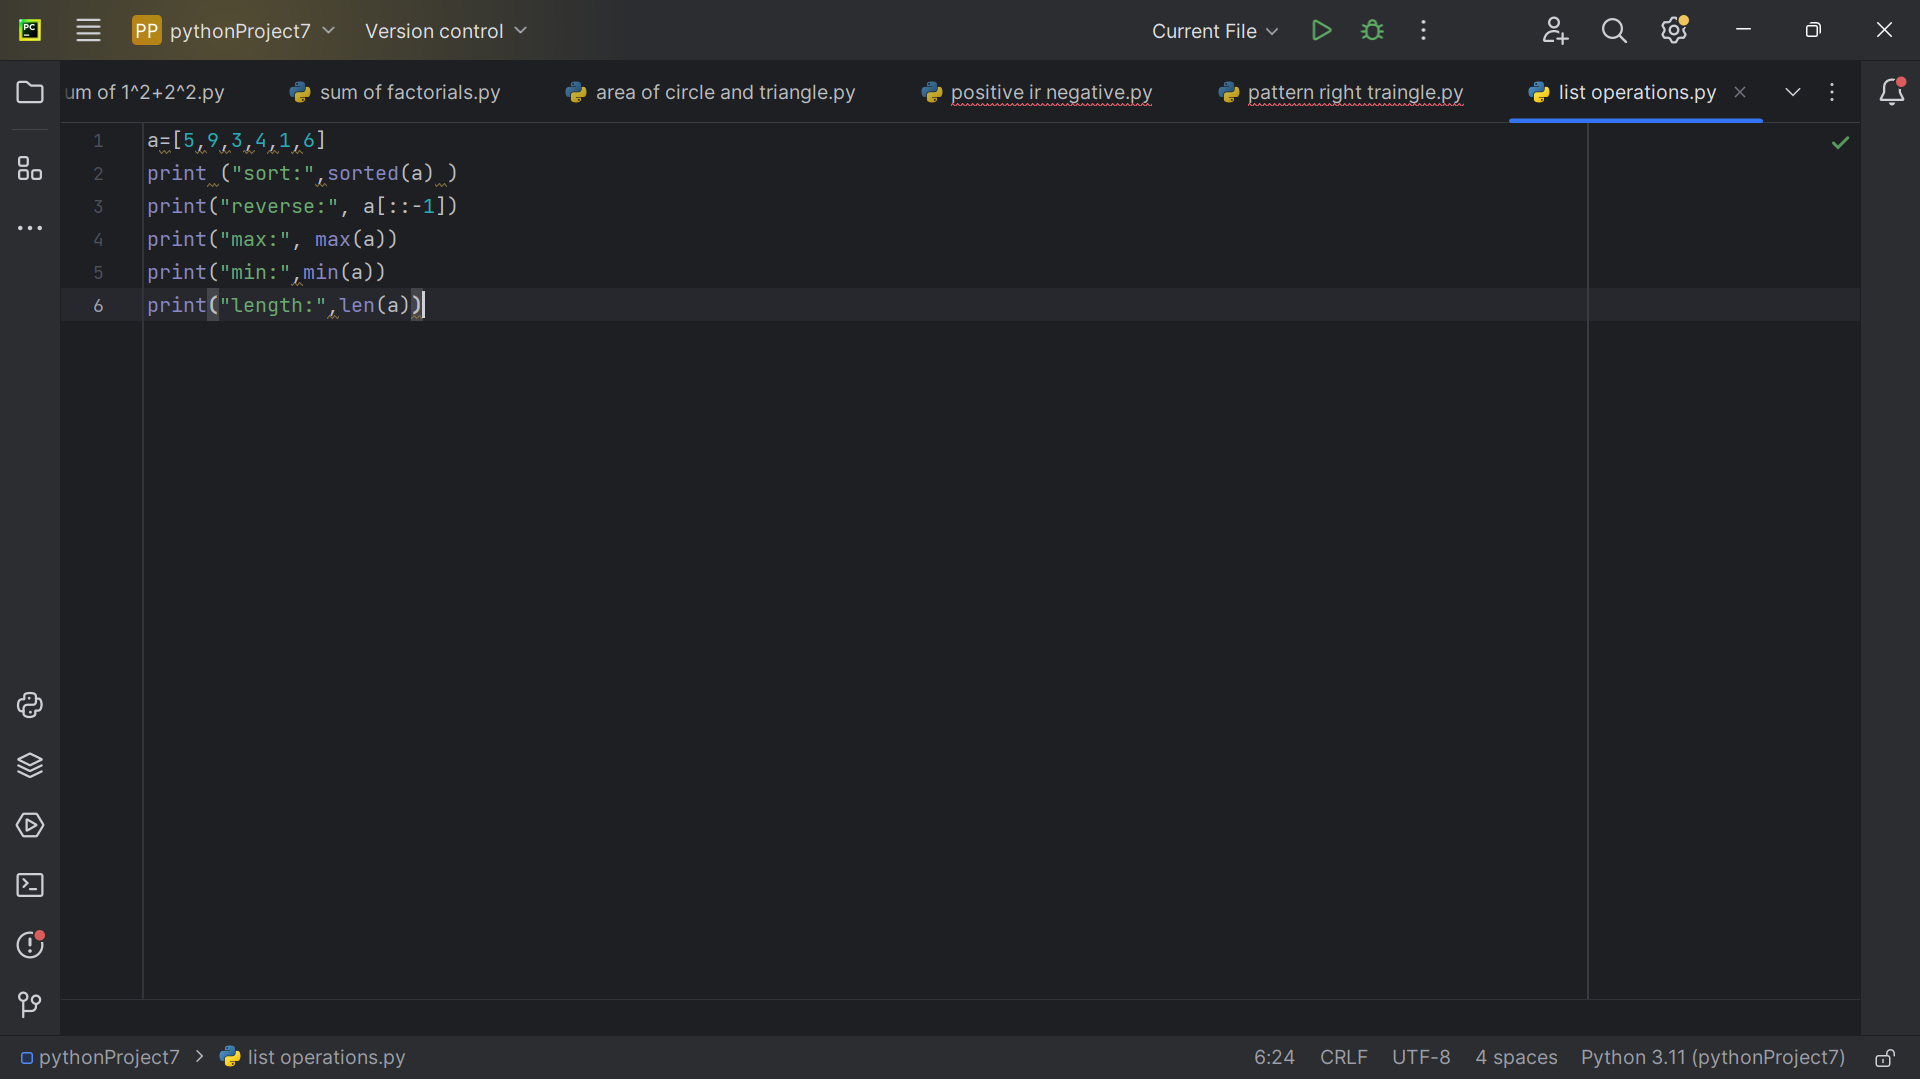 PC
PP pythonProject7 Version control Current File
um of 1^2+2^2.py sum of factorials.py area of circle and triangle.py positive ir negative.py pattern right traingle.py list operations.py
1 a=[5,9,3,4,1,6]
2 print ("sort:",sorted(a) )
3 print("reverse:", a[::-1])
4 print("max:", max(a))
5 print("min:",min(a))
6 print("length:",len(a))
pythonProject7 > list operations.py 6:24 CRLF UTF-8 4 spaces Python 3.11 (pythonProject7)